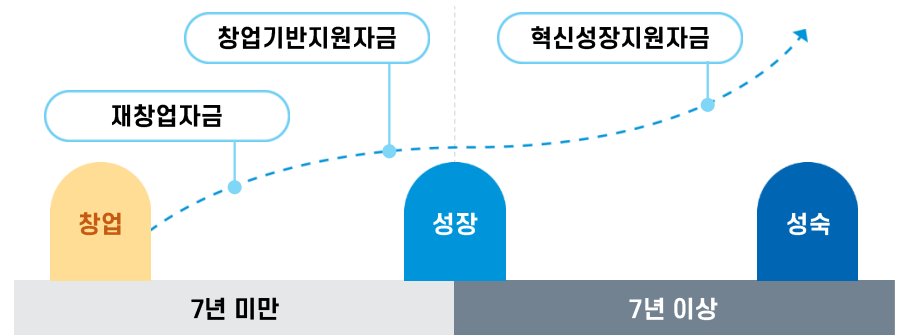 창업기반지원자금
혁신성장지원자금
재창업자금
창업
성장
성숙
7년 미만
7년 이상